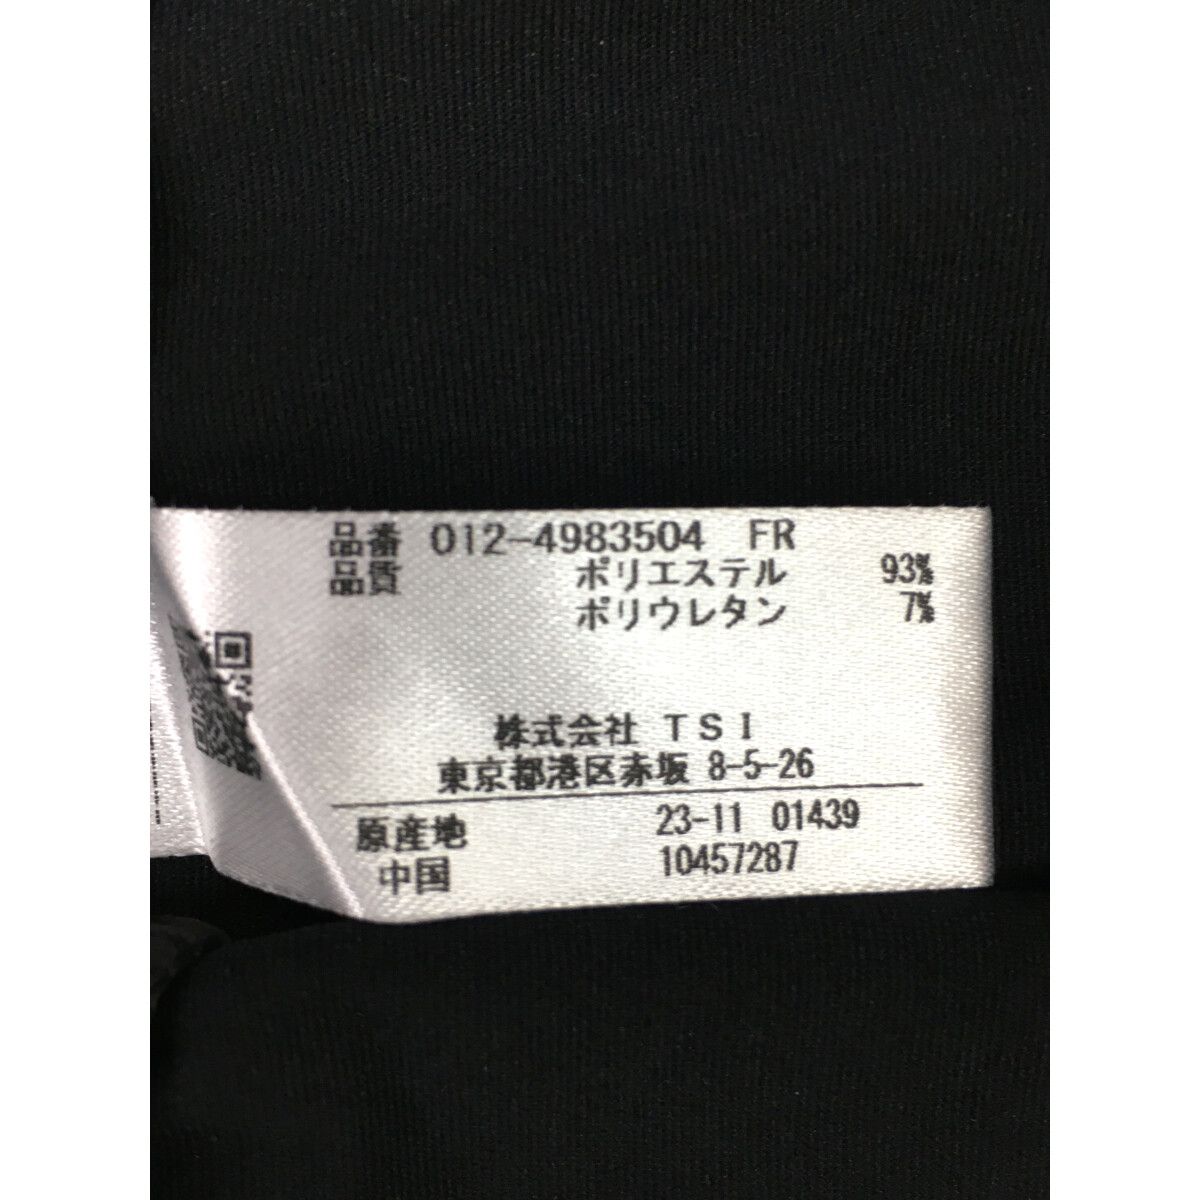 品番 012-4983504 FR
品質 ポリエステル 93%
ポリウレタン 7%
株式会社 TSI
東京都港区赤坂 8-5-26
原産地 23-11 01439
中国 10457287